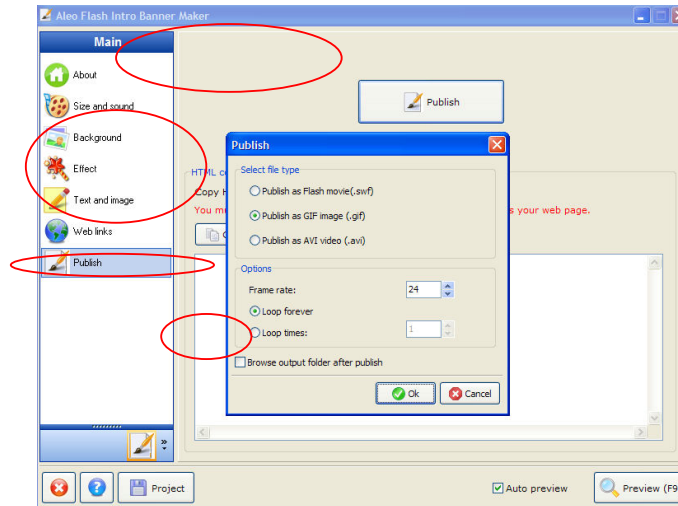 Aleo Flash Intro Banner Maker
Main
About
Size and sound
Background
Effect
Text and image
Web links
Publish
Publish
HTML
Copy
You
s your web page.
Publish
Select file type
Publish as Flash movie(.swf)
Publish as GIF image (.gif)
Publish as AVI video (.avi)
Options
Frame rate: 24
Loop forever
Loop times: 1
Browse output folder after publish
Ok Cancel
Project
Auto preview
Preview (F9